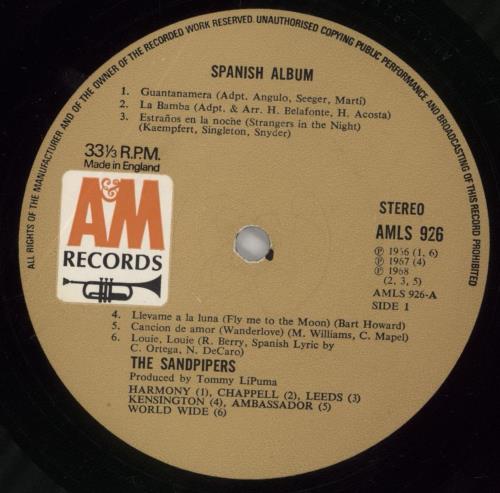 ALL RIGHTS OF THE MANUFACTURER AND OF THE OWNER OF THE RECORDED WORK RESERVED. UNAUTHORISED COPYING PUBLIC PERFORMANCE AND BROADCASTING OF THIS RECORD PROHIBITED
SPANISH ALBUM
1. Guantanamera (Adpt. Angulo, Seeger, Martí)
2. La Bamba (Adpt. & Arr. H. Belafonte, H. Acosta)
3. Estraños en la noche (Strangers in the Night)
(Kaempfert, Singleton, Snyder)
33⅓ R.P.M.
Made in England
A&M
RECORDS
STEREO
AMLS 926
Ⓟ 1966 (1, 6)
Ⓟ 1967 (4)
Ⓟ 1968
(2, 3, 5)
AMLS 926-A
SIDE 1
4. Llevame a la luna (Fly me to the Moon) (Bart Howard)
5. Cancion de amor (Wanderlove) (M. Williams, C. Mapel)
6. Louie, Louie (R. Berry, Spanish Lyric by
C. Ortega, N. DeCaro)
THE SANDPIPERS
Produced by Tommy LiPuma
HARMONY (1), CHAPPELL (2), LEEDS (3)
KENSINGTON (4), AMBASSADOR (5)
WORLD WIDE (6)